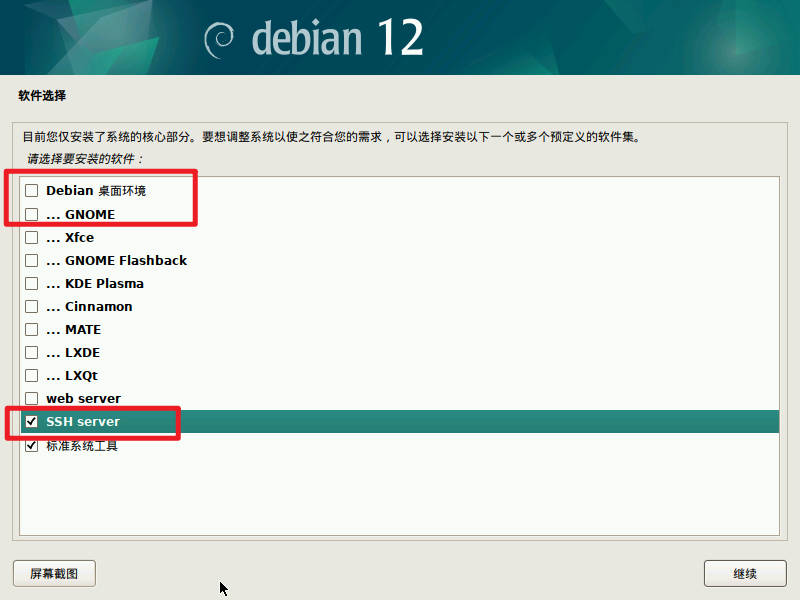 debian 12
软件选择
目前您仅安装了系统的核心部分。要想调整系统以使之符合您的需求，可以选择安装以下一个或多个预定义的软件集。
请选择要安装的软件：
Debian 桌面环境
... GNOME
... Xfce
... GNOME Flashback
... KDE Plasma
... Cinnamon
... MATE
... LXDE
... LXQt
web server
SSH server
标准系统工具
屏幕截图
继续